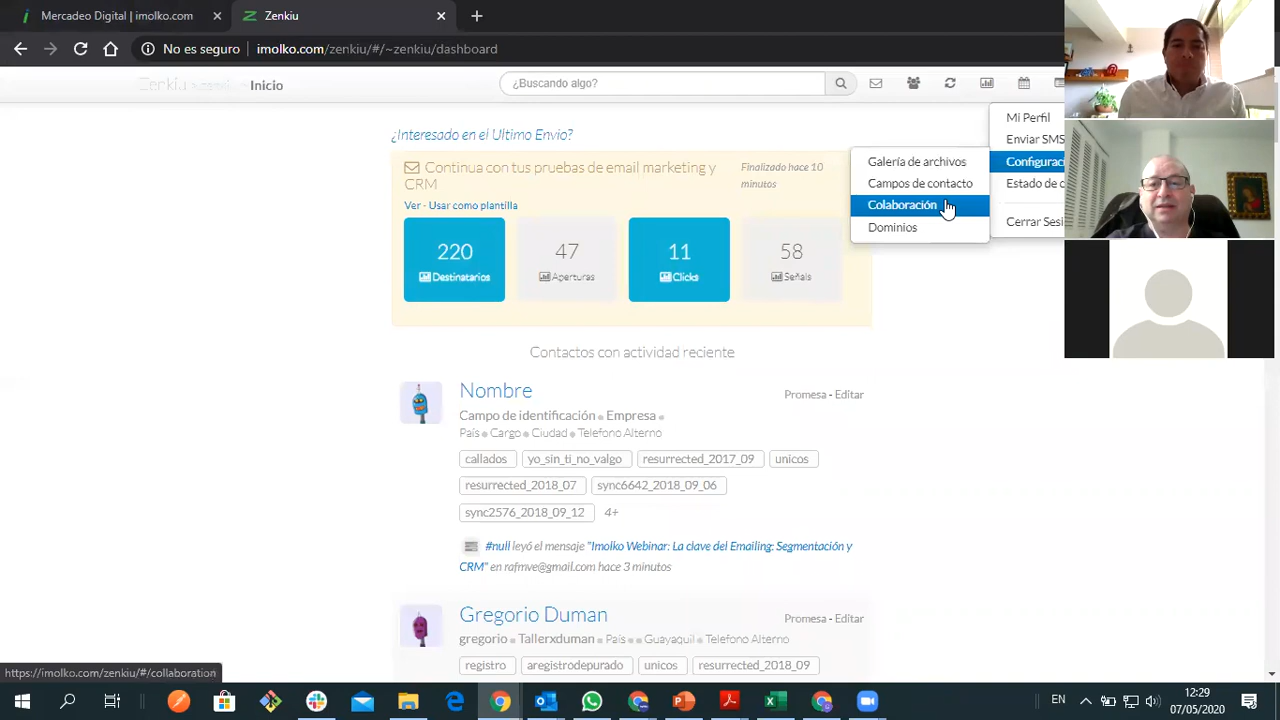 Mercadeo Digital | imolko.com
Zenkiu
No es seguro
imolko.com/zenkiu/#/~zenkiu/dashboard
Zenkiu » zenkiu » Inicio
¿Buscando algo?
¿Interesado en el Ultimo Envio?
Continua con tus pruebas de email marketing y
CRM
Finalizado hace 10
minutos
Ver - Usar como plantilla
220
Destinatarios
47
Aperturas
11
Clicks
58
Señals
Mi Perfil
Enviar SMS
Configuraci
Estado de c
Cerrar Sesi
Galería de archivos
Campos de contacto
Colaboración
Dominios
Contactos con actividad reciente
Nombre
Promesa - Editar
Campo de identificación Empresa
País Cargo Ciudad Telefono Alterno
callados yo_sin_ti_no_valgo resurrected_2017_09 unicos
resurrected_2018_07 sync6642_2018_09_06
sync2576_2018_09_12 4+
#null leyó el mensaje "Imolko Webinar: La clave del Emailing: Segmentación y
CRM" en rafmve@gmail.com hace 3 minutos
Gregorio Duman
Promesa - Editar
gregorio Tallerxduman País Guayaquil Telefono Alterno
registro aregistrodepurado unicos resurrected_2018_09
https://imolko.com/zenkiu/#/collaboration
EN
12:29
07/05/2020